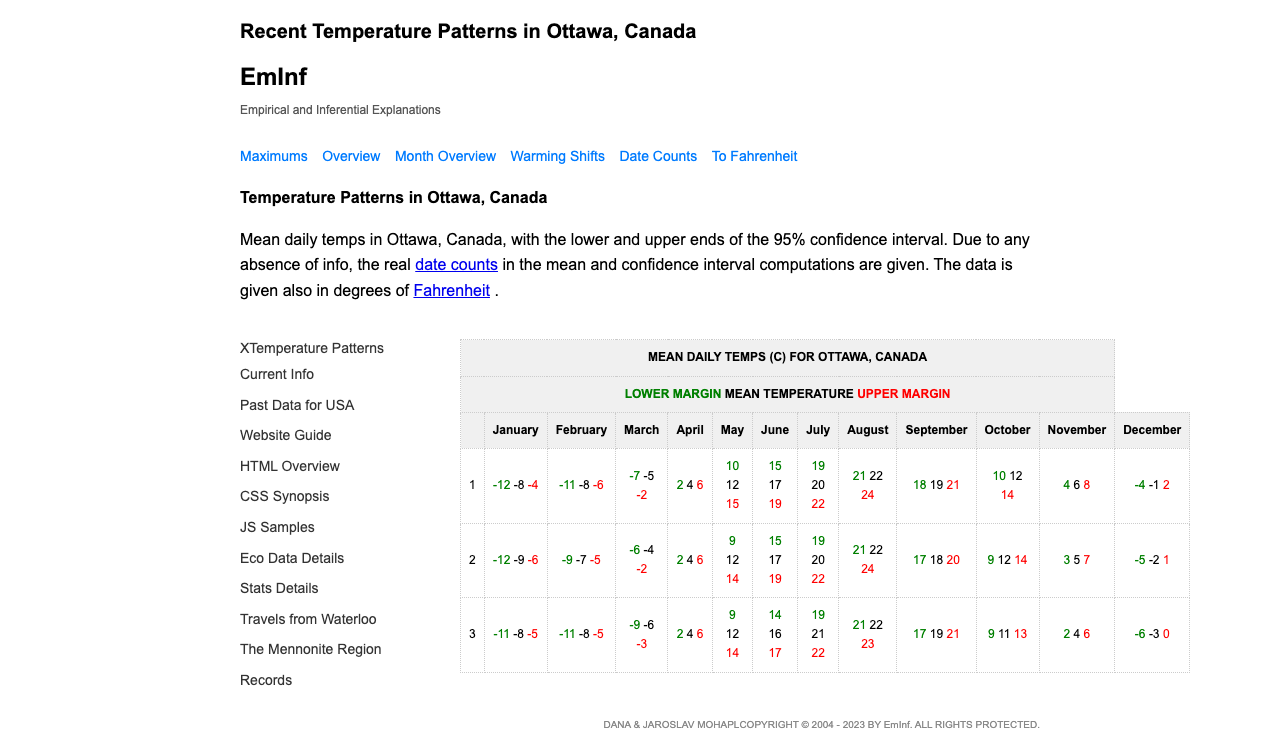 Recent Temperature Patterns in Ottawa, Canada
EmInf
Empirical and Inferential Explanations
Maximums Overview Month Overview Warming Shifts Date Counts To Fahrenheit
Temperature Patterns in Ottawa, Canada
Mean daily temps in Ottawa, Canada, with the lower and upper ends of the 95% confidence interval. Due to any
absence of info, the real date counts in the mean and confidence interval computations are given. The data is
given also in degrees of Fahrenheit .
XTemperature Patterns
Current Info
Past Data for USA
Website Guide
HTML Overview
CSS Synopsis
JS Samples
Eco Data Details
Stats Details
Travels from Waterloo
The Mennonite Region
Records
MEAN DAILY TEMPS (C) FOR OTTAWA, CANADA
LOWER MARGIN MEAN TEMPERATURE UPPER MARGIN
January February March April May June July August September October November December
1 -12 -8 -4 -11 -8 -6 -7 -5 -2 2 4 6 10 12 15 15 17 19 19 20 22 21 22 24 18 19 21 10 12 14 4 6 8 -4 -1 2
2 -12 -9 -6 -9 -7 -5 -6 -4 -2 2 4 6 9 12 14 15 17 19 19 20 22 21 22 24 17 18 20 9 12 14 3 5 7 -5 -2 1
3 -11 -8 -5 -11 -8 -5 -9 -6 -3 2 4 6 9 12 14 14 16 17 19 21 22 21 22 23 17 19 21 9 11 13 2 4 6 -6 -3 0
DANA & JAROSLAV MOHAPLCOPYRIGHT © 2004 - 2023 BY EmInf. ALL RIGHTS PROTECTED.